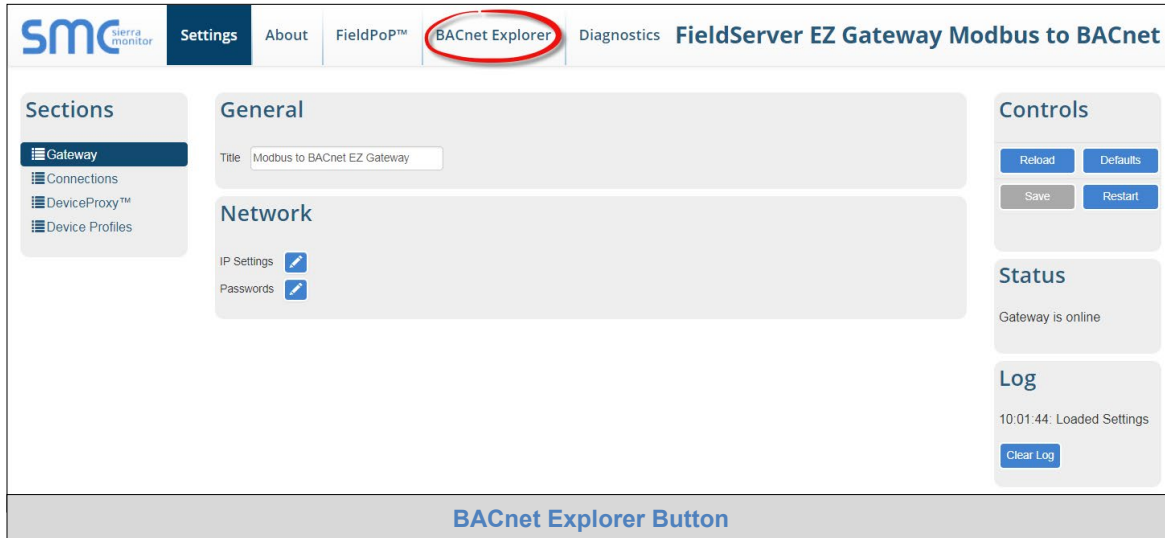 SMC sierra monitor
Settings
About
FieldPoP™
BACnet Explorer
Diagnostics
FieldServer EZ Gateway Modbus to BACnet
Sections
Gateway
Connections
DeviceProxy™
Device Profiles
General
Title Modbus to BACnet EZ Gateway
Network
IP Settings
Passwords
Controls
Reload Defaults
Save Restart
Status
Gateway is online
Log
10:01:44: Loaded Settings
Clear Log
BACnet Explorer Button